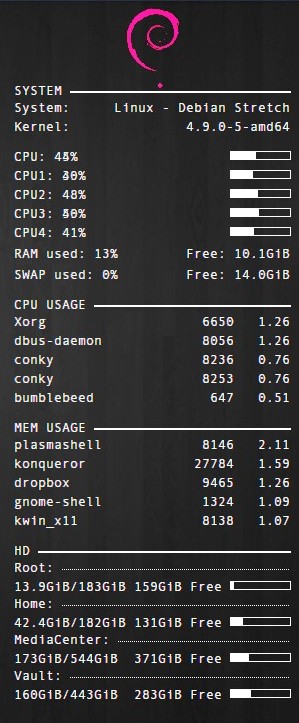 SYSTEM
System: Linux - Debian Stretch
Kernel: 4.9.0-5-amd64
CPU:
CPU1:
CPU2: 48%
CPU3:
CPU4: 41%
RAM used: 13% Free: 10.1GiB
SWAP used: 0% Free: 14.0GiB
CPU USAGE
Xorg 6650 1.26
dbus-daemon 8056 1.26
conky 8236 0.76
conky 8253 0.76
bumblebeed 647 0.51
MEM USAGE
plasmashell 8146 2.11
konqueror 27784 1.59
dropbox 9465 1.26
gnome-shell 1324 1.09
kwin_x11 8138 1.07
HD
Root:
13.9GiB/183GiB 159GiB Free
Home:
42.4GiB/182GiB 131GiB Free
MediaCenter:
173GiB/544GiB 371GiB Free
Vault:
160GiB/443GiB 283GiB Free